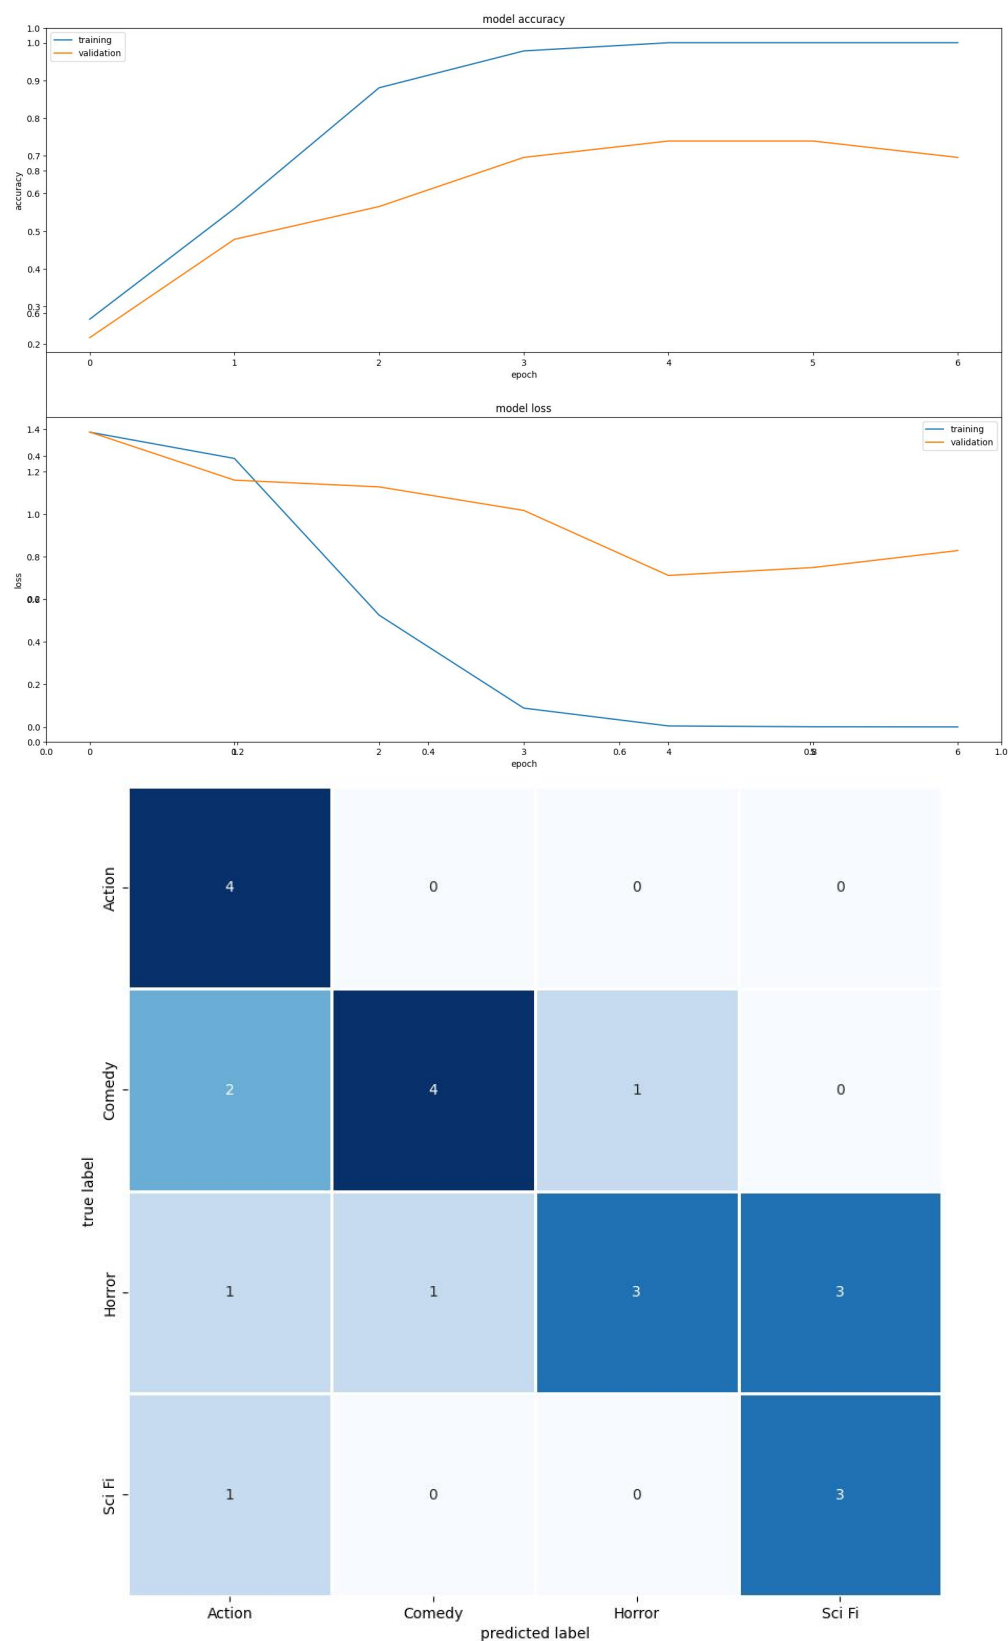 model accuracy
1.0
1.0
training
validation
0.9
0.8
0.7
0.8
accuracy
0.6
0.5
0.4
0.3
0.6
0.2
0 1 2 3 4 5 6
epoch
model loss
1.4
training
validation
0.4
1.2
1.0
0.8
loss
0.4
0.2
0.0
0.0
0.0 0 2 0.4 3 0.6 4 6 1.0
epoch
Action
4 0 0 0
Comedy
2 4 1 0
true label
Horror
1 1 3 3
Sci Fi
1 0 0 3
Action Comedy Horror Sci Fi
predicted label